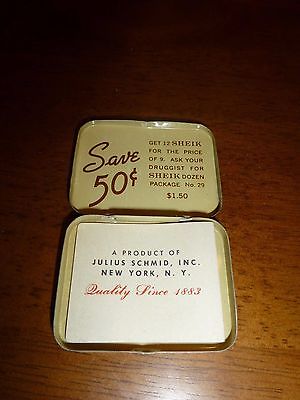 Save
50¢
GET 12 SHEIK
FOR THE PRICE
OF 9. ASK YOUR
DRUGGIST FOR
SHEIK DOZEN
PACKAGE No. 29
$1.50
A PRODUCT OF
JULIUS SCHMID, INC.
NEW YORK, N. Y.
Quality Since 1883